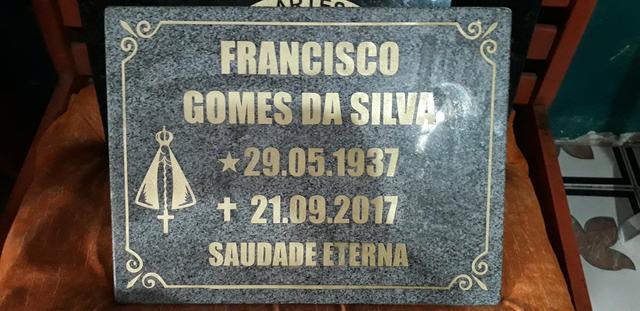 FRANCISCO
GOMES DA SILVA
★ 29.05.1937
✝ 21.09.2017
SAUDADE ETERNA